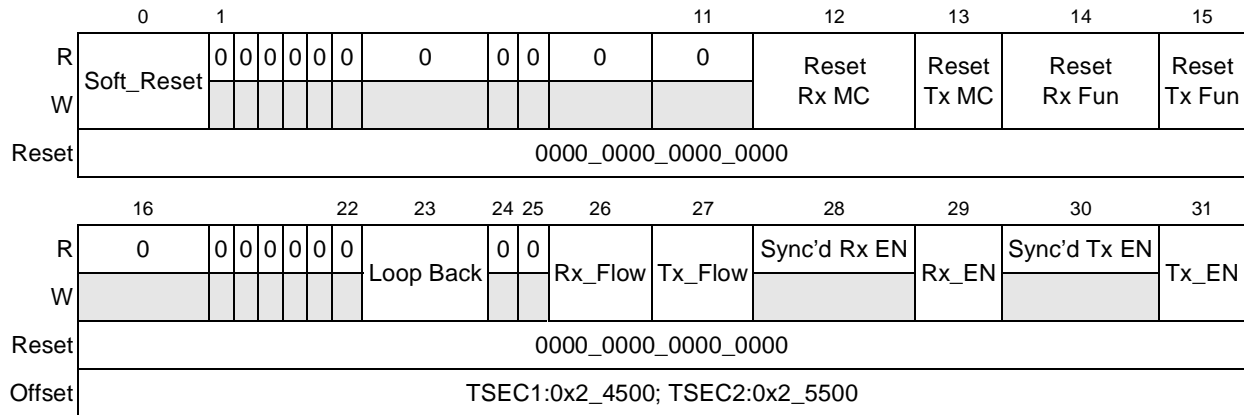 0 1 11 12 13 14 15
R Soft_Reset 0 0 0 0 0 0 0 0 0 0 0 Reset Rx MC Reset Tx MC Reset Rx Fun Reset Tx Fun
W
Reset 0000_0000_0000_0000
16 22 23 24 25 26 27 28 29 30 31
R 0 0 0 0 0 0 0 Loop Back 0 0 Rx_Flow Tx_Flow Sync’d Rx EN Rx_EN Sync’d Tx EN Tx_EN
W
Reset 0000_0000_0000_0000
Offset TSEC1:0x2_4500; TSEC2:0x2_5500